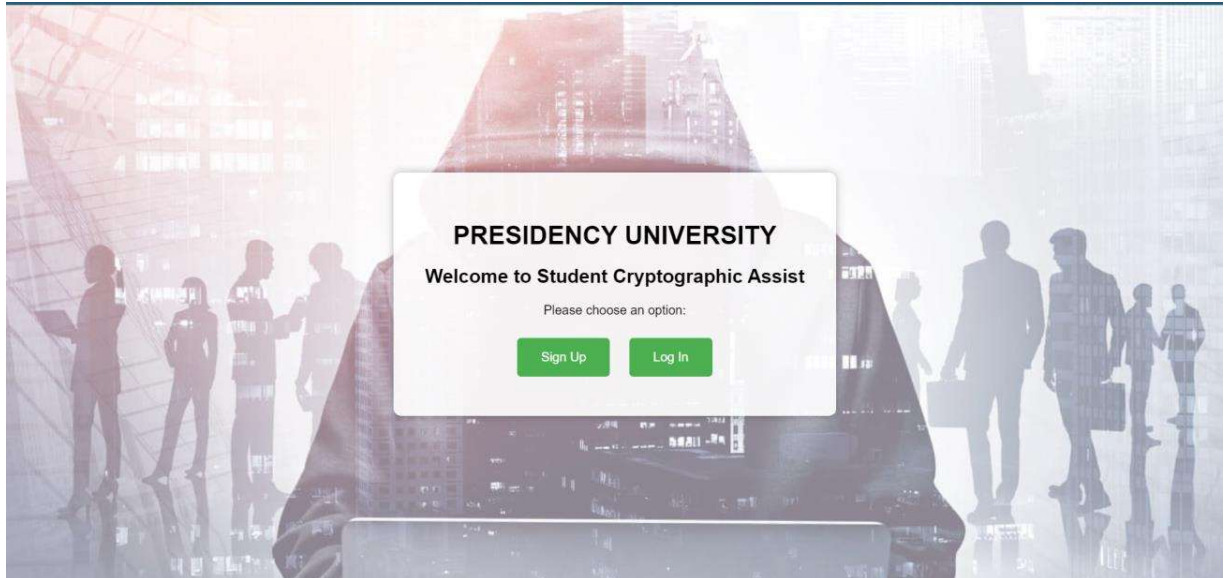 PRESIDENCY UNIVERSITY
Welcome to Student Cryptographic Assist
Please choose an option:
Sign Up Log In